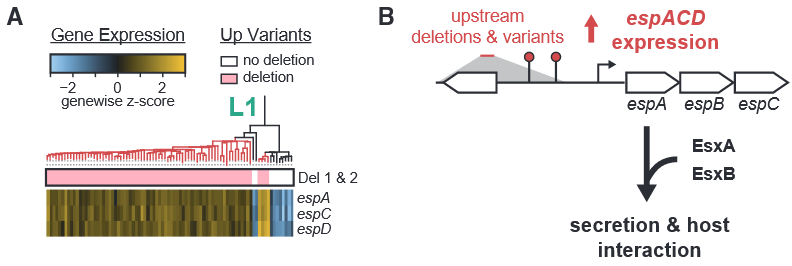 A
Gene Expression
Up Variants
no deletion
deletion
−2
0
2
genewise z-score
L1
Del 1 & 2
espA
espC
espD
B
upstream
deletions & variants
espACD
expression
espA
espB
espC
EsxA
EsxB
secretion & host
interaction